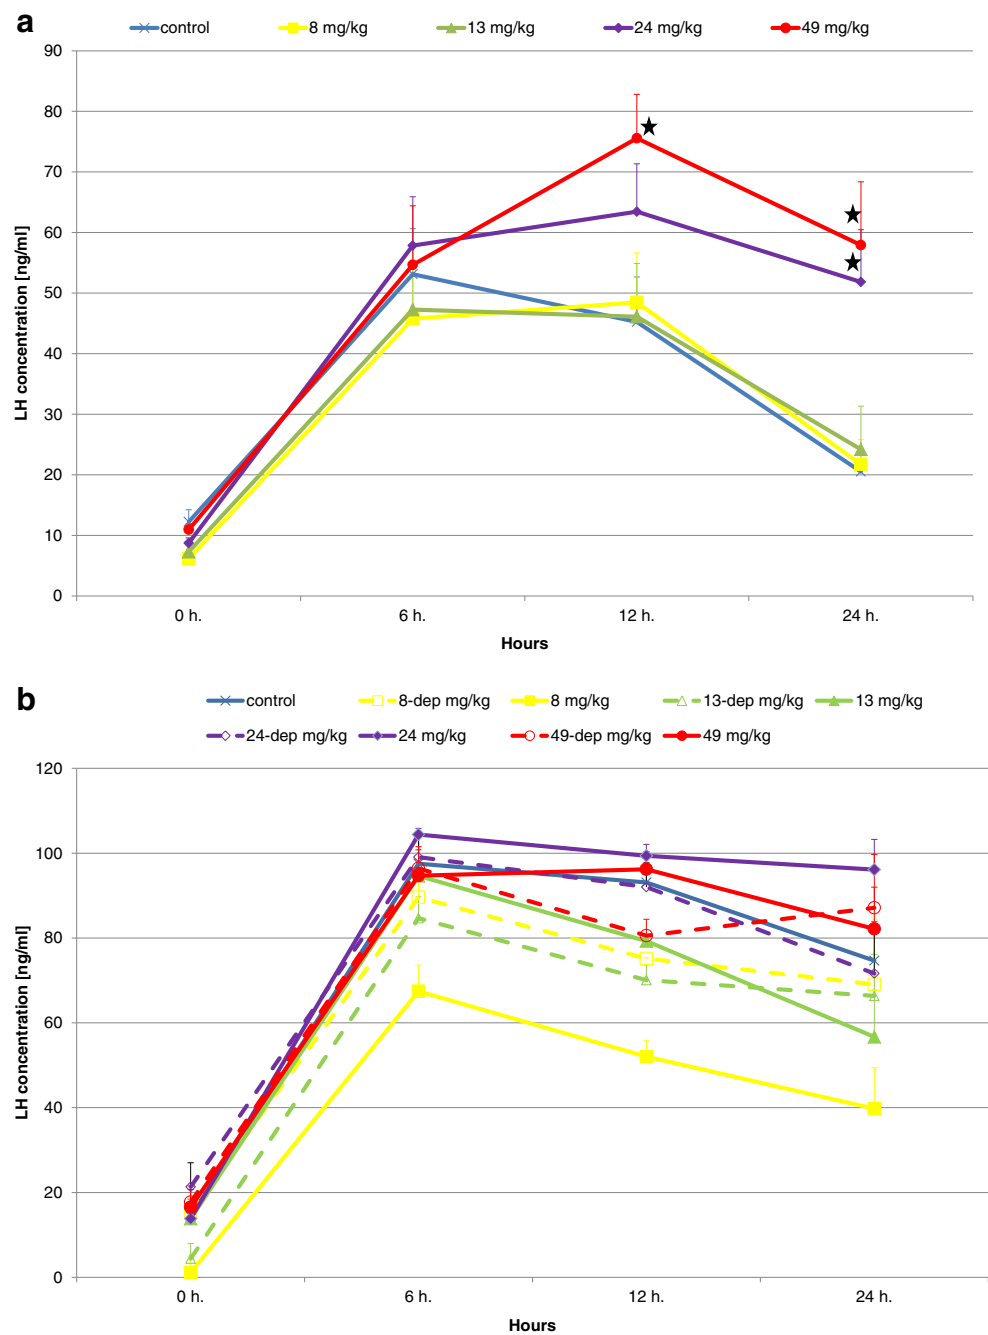 a
control 8 mg/kg 13 mg/kg 24 mg/kg 49 mg/kg
90
80
70
60
50
40
30
20
10
0
LH concentration [ng/ml]
0 h. 6 h. 12 h. 24 h.
Hours
b
control 8-dep mg/kg 8 mg/kg 13-dep mg/kg 13 mg/kg
24-dep mg/kg 24 mg/kg 49-dep mg/kg 49 mg/kg
120
100
80
60
40
20
0
LH concentration [ng/ml]
0 h. 6 h. 12 h. 24 h.
Hours